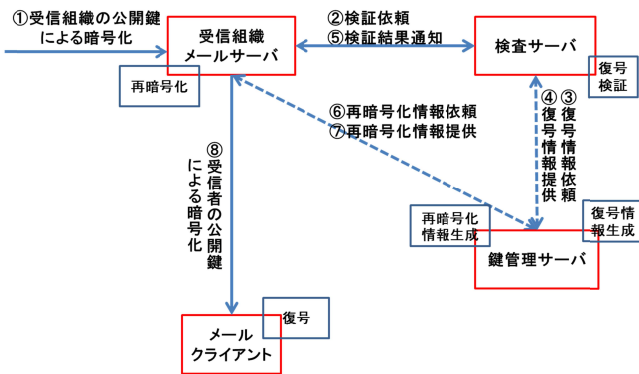 ①受信組織の公開鍵
による暗号化
受信組織
メールサーバ
再暗号化
②検証依頼
⑤検証結果通知
検査サーバ
復号
検証
⑥再暗号化情報依頼
⑦再暗号化情報提供
③復号情報依頼
④復号情報提供
⑧受信者の公開鍵
による暗号化
再暗号化
情報生成
復号情
報生成
鍵管理サーバ
復号
メール
クライアント